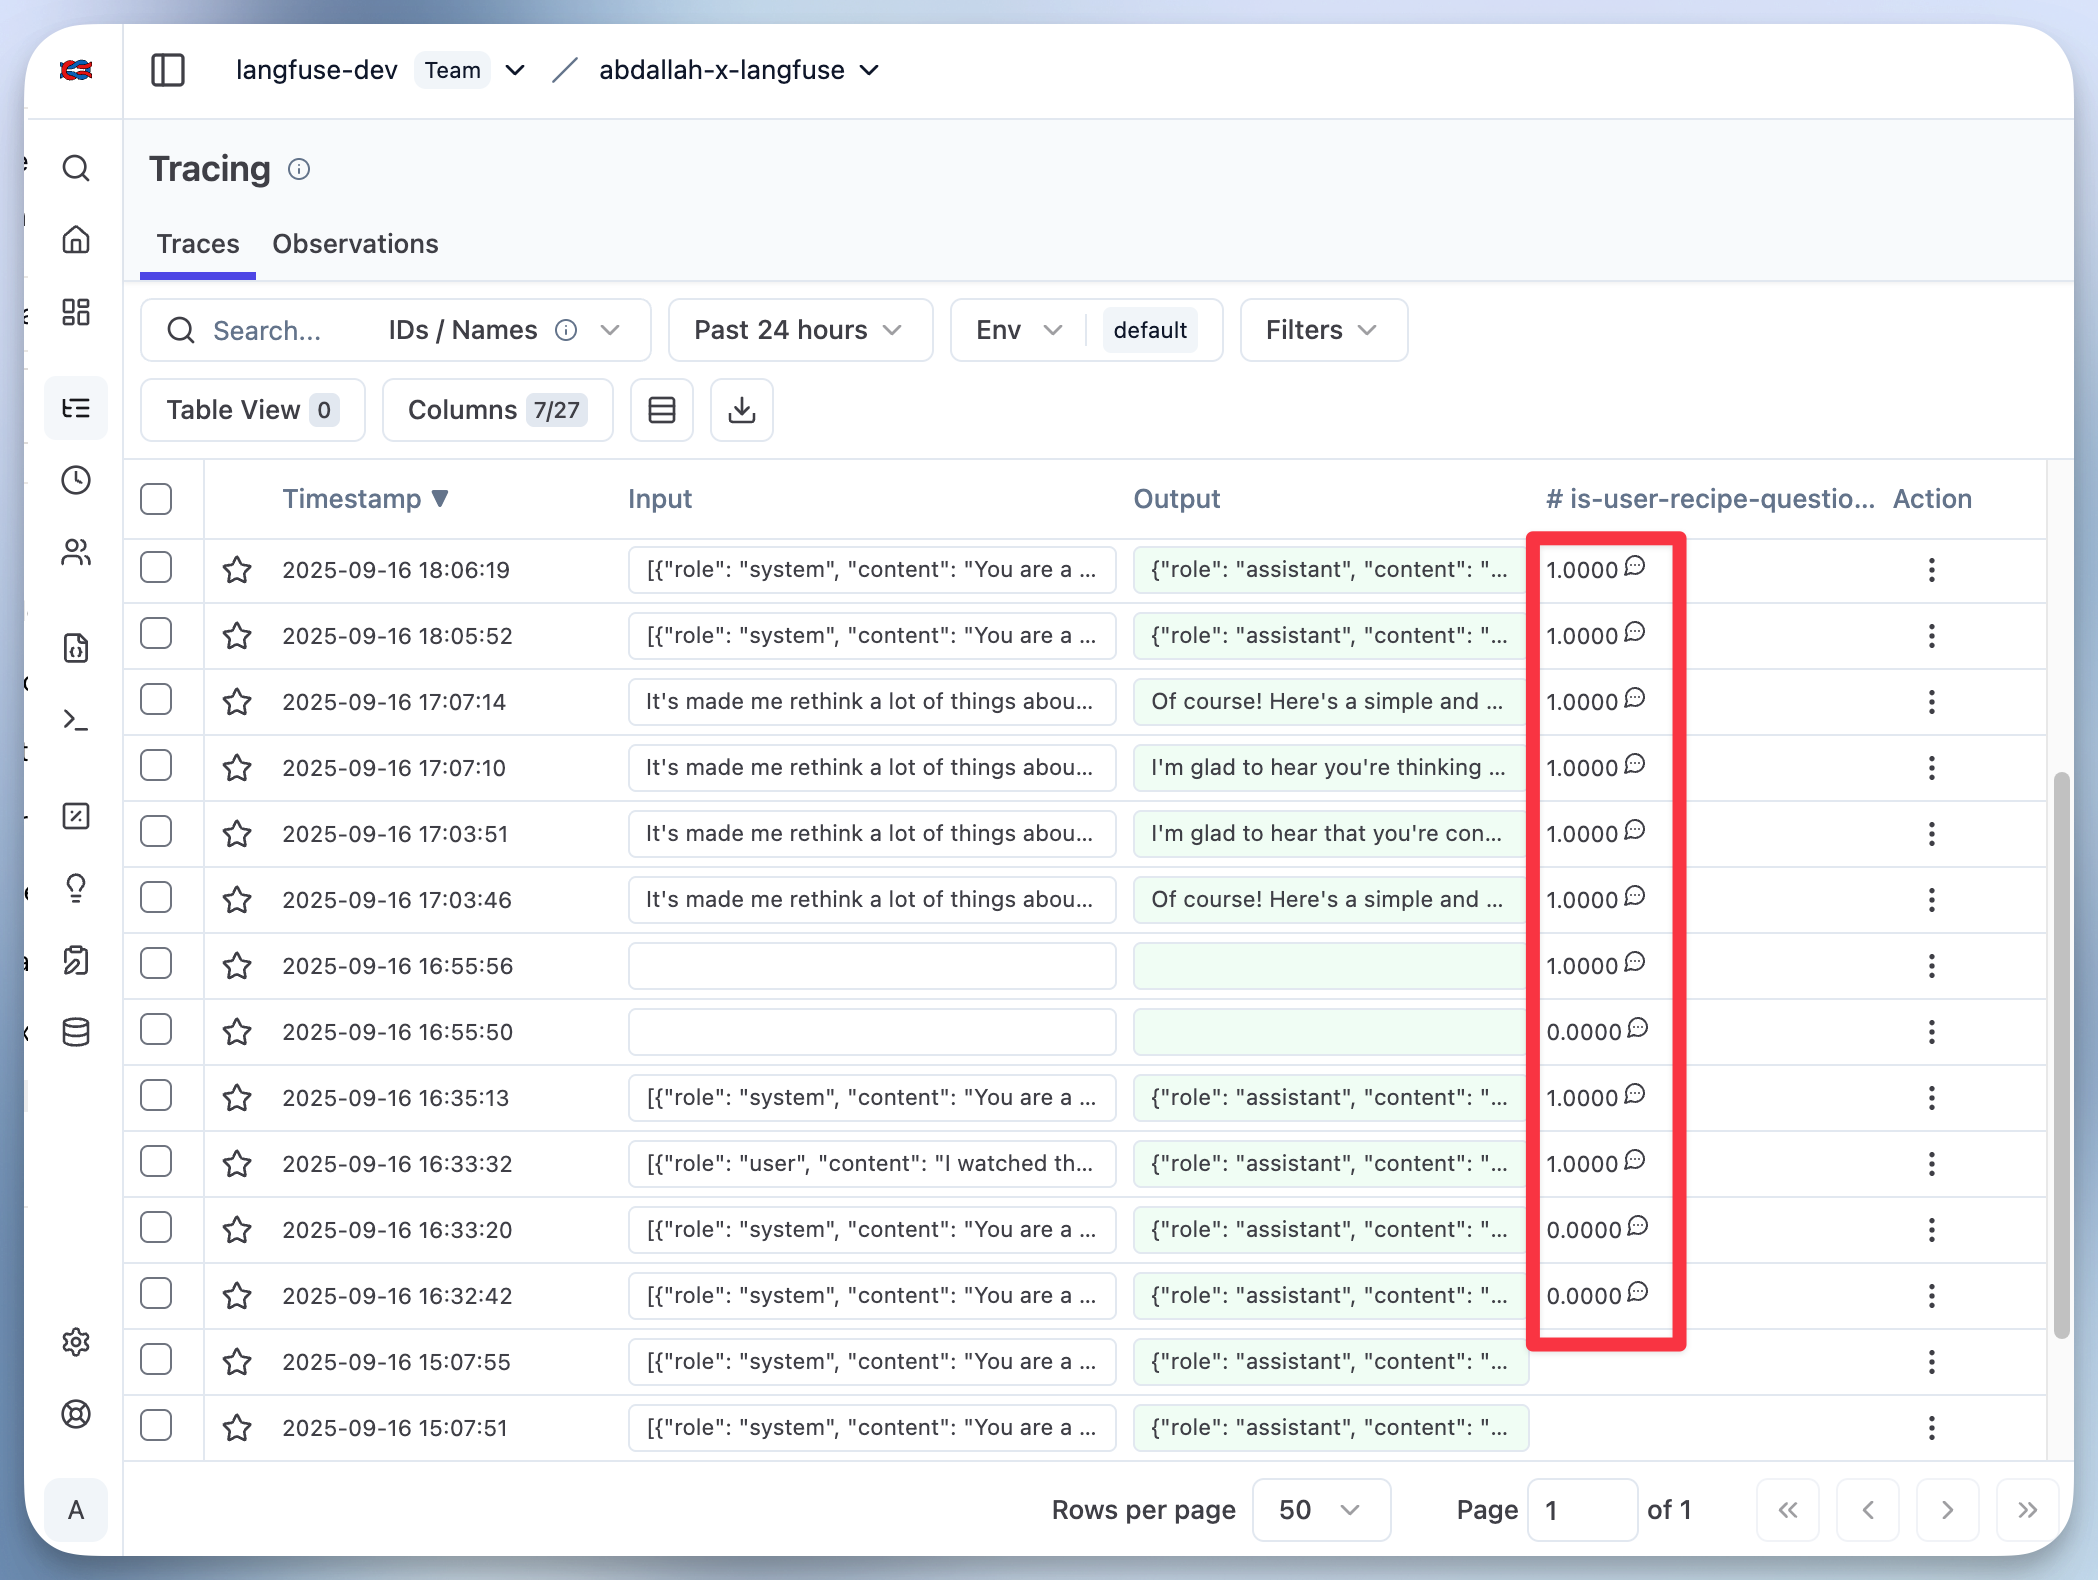 langfuse-dev Team abdallah-x-langfuse
Tracing
Traces Observations
Search... IDs / Names Past 24 hours Env default Filters
Table View 0 Columns 7/27
Timestamp ▼ Input Output # is-user-recipe-questio... Action
2025-09-16 18:06:19 [{"role": "system", "content": "You are a ... {"role": "assistant", "content": "... 1.0000
2025-09-16 18:05:52 [{"role": "system", "content": "You are a ... {"role": "assistant", "content": "... 1.0000
2025-09-16 17:07:14 It's made me rethink a lot of things abou... Of course! Here's a simple and ... 1.0000
2025-09-16 17:07:10 It's made me rethink a lot of things abou... I'm glad to hear you're thinking ... 1.0000
2025-09-16 17:03:51 It's made me rethink a lot of things abou... I'm glad to hear that you're con... 1.0000
2025-09-16 17:03:46 It's made me rethink a lot of things abou... Of course! Here's a simple and ... 1.0000
2025-09-16 16:55:56 1.0000
2025-09-16 16:55:50 0.0000
2025-09-16 16:35:13 [{"role": "system", "content": "You are a ... {"role": "assistant", "content": "... 1.0000
2025-09-16 16:33:32 [{"role": "user", "content": "I watched th... {"role": "assistant", "content": "... 1.0000
2025-09-16 16:33:20 [{"role": "system", "content": "You are a ... {"role": "assistant", "content": "... 0.0000
2025-09-16 16:32:42 [{"role": "system", "content": "You are a ... {"role": "assistant", "content": "... 0.0000
2025-09-16 15:07:55 [{"role": "system", "content": "You are a ... {"role": "assistant", "content": "...
2025-09-16 15:07:51 [{"role": "system", "content": "You are a ... {"role": "assistant", "content": "...
A Rows per page 50 Page 1 of 1